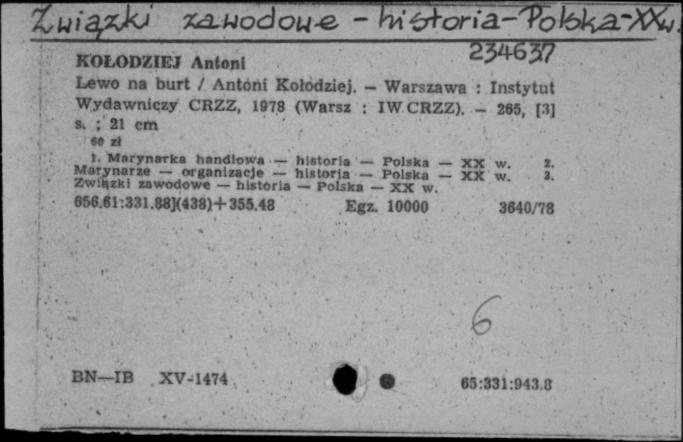 Związki zawodowe - historia - Polska - XX w.
234637
KOŁODZIEJ Antoni
Lewo na burt / Antoni Kołodziej. — Warszawa : Instytut
Wydawniczy CRZZ, 1978 (Warsz : IW CRZZ). — 265, [3]
s. ; 21 cm
60 zł
1. Marynarka handlowa — historia — Polska — XX w. 2.
Marynarze — organizacje — historia — Polska — XX w. 3.
Związki zawodowe — historia — Polska — XX w.
656.61:331.88](438)+355.48 Egz. 10000 3640/78
6
BN—IB XV-1474 65:331:943.8